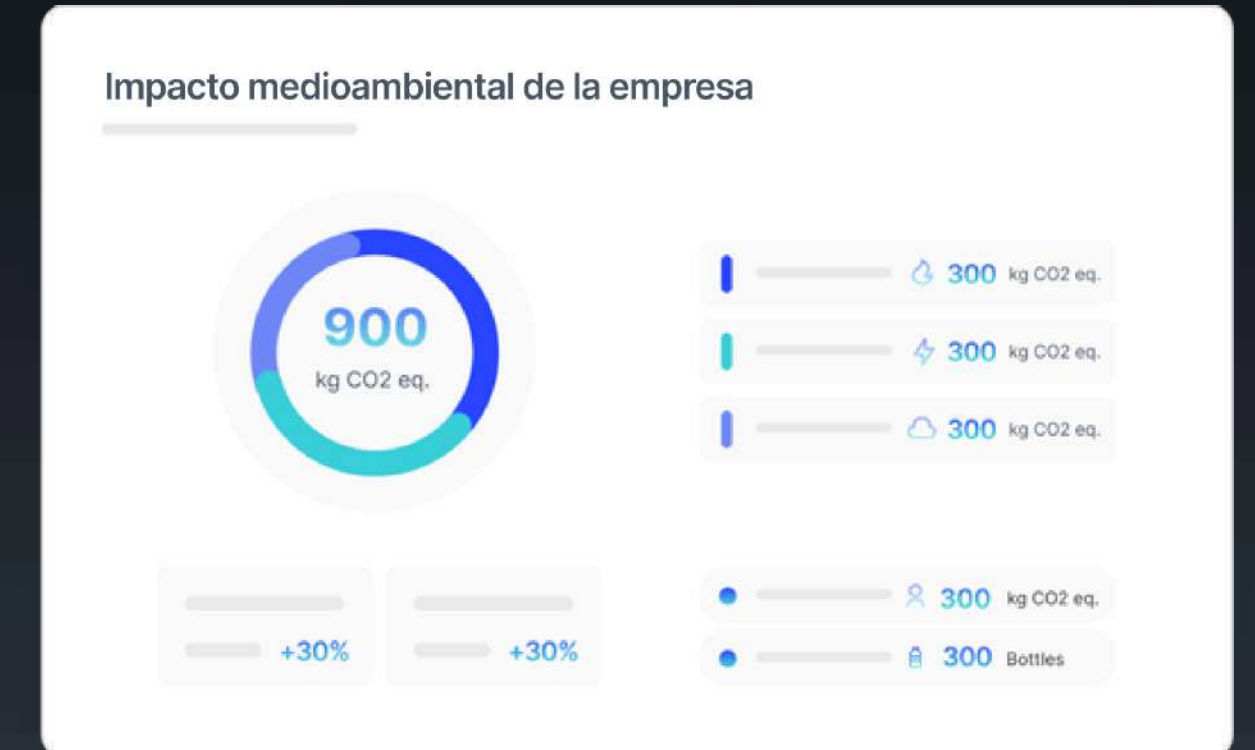 Impacto medioambiental de la empresa
900
kg CO2 eq.
300 kg CO2 eq.
300 kg CO2 eq.
300 kg CO2 eq.
+30%
+30%
300 kg CO2 eq.
300 Bottles